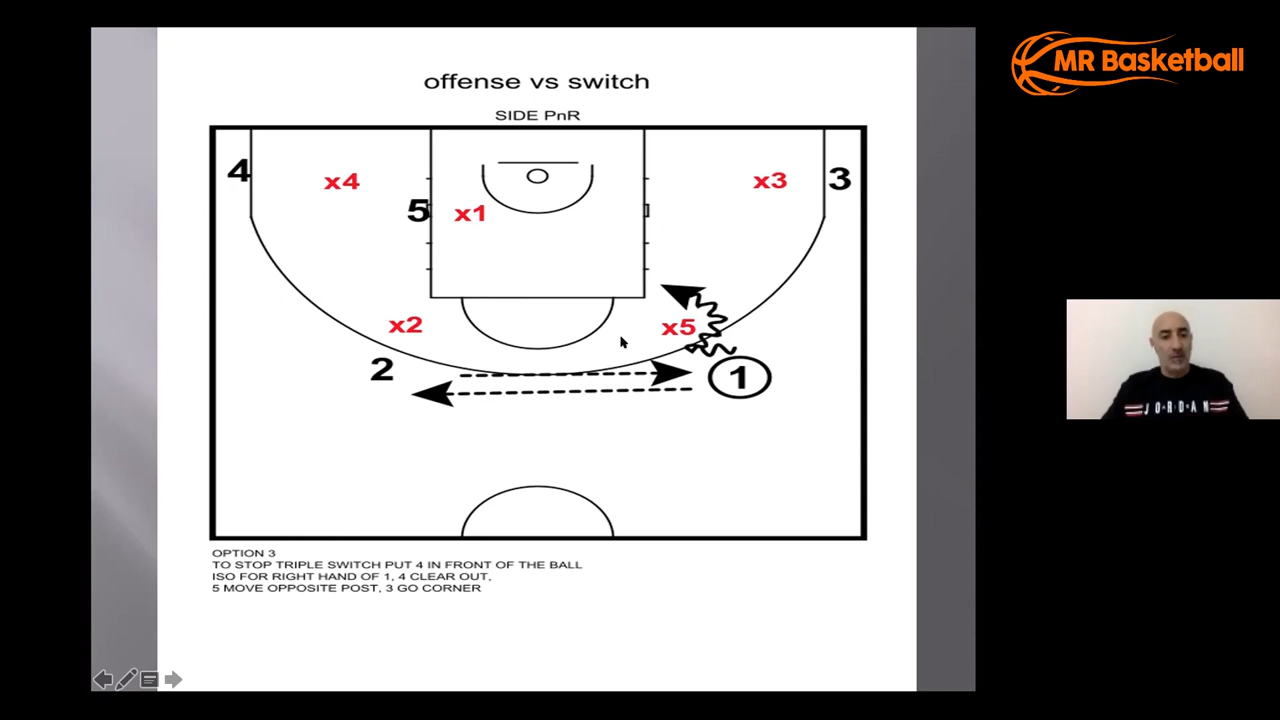 MR Basketball
offense vs switch
SIDE PnR
4
x4
x3
3
5
x1
x2
x5
2
1
JORDAN
OPTION 3
TO STOP TRIPLE SWITCH PUT 4 IN FRONT OF THE BALL
ISO FOR RIGHT HAND OF 1, 4 CLEAR OUT,
5 MOVE OPPOSITE POST, 3 GO CORNER